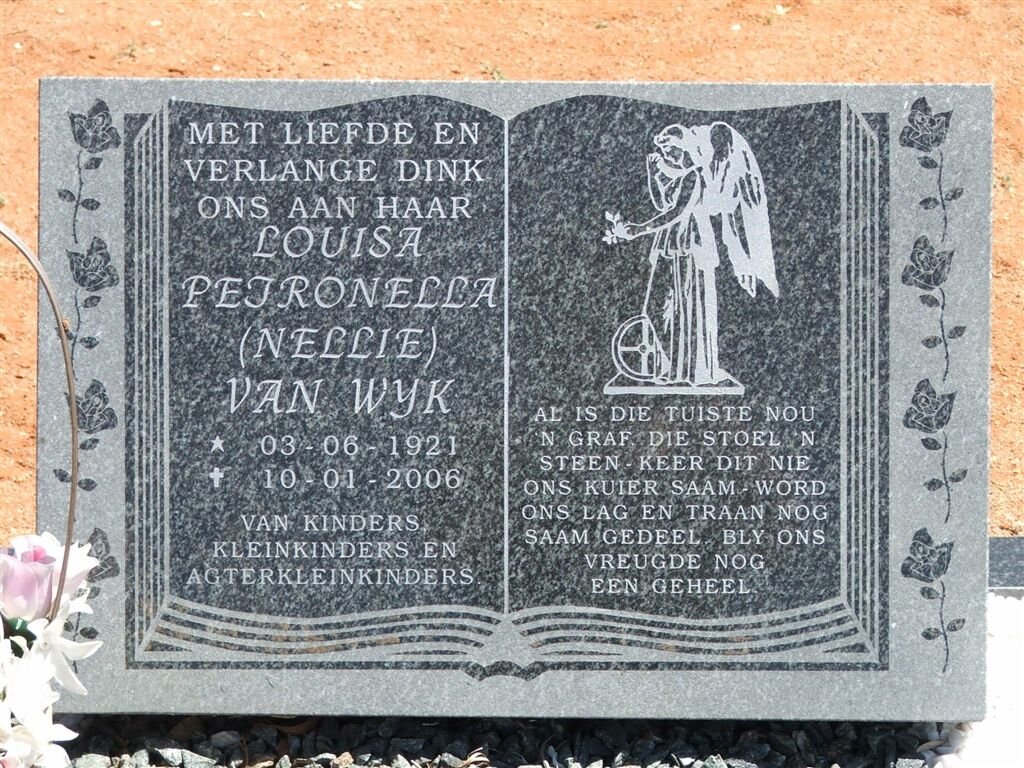 MET LIEFDE EN
VERLANGE DINK
ONS AAN HAAR
LOUISA
PETRONELLA
(NELLIE)
VAN WYK
★ 03-06-1921
✝ 10-01-2006
VAN KINDERS,
KLEINKINDERS EN
AGTERKLEINKINDERS.
AL IS DIE TUISTE NOU
'N GRAF, DIE STOEL 'N
STEEN-KEER DIT NIE
ONS KUIER SAAM-WORD
ONS LAG EN TRAAN NOG
SAAM GEDEEL. BLY ONS
VREUGDE NOG
EEN GEHEEL.